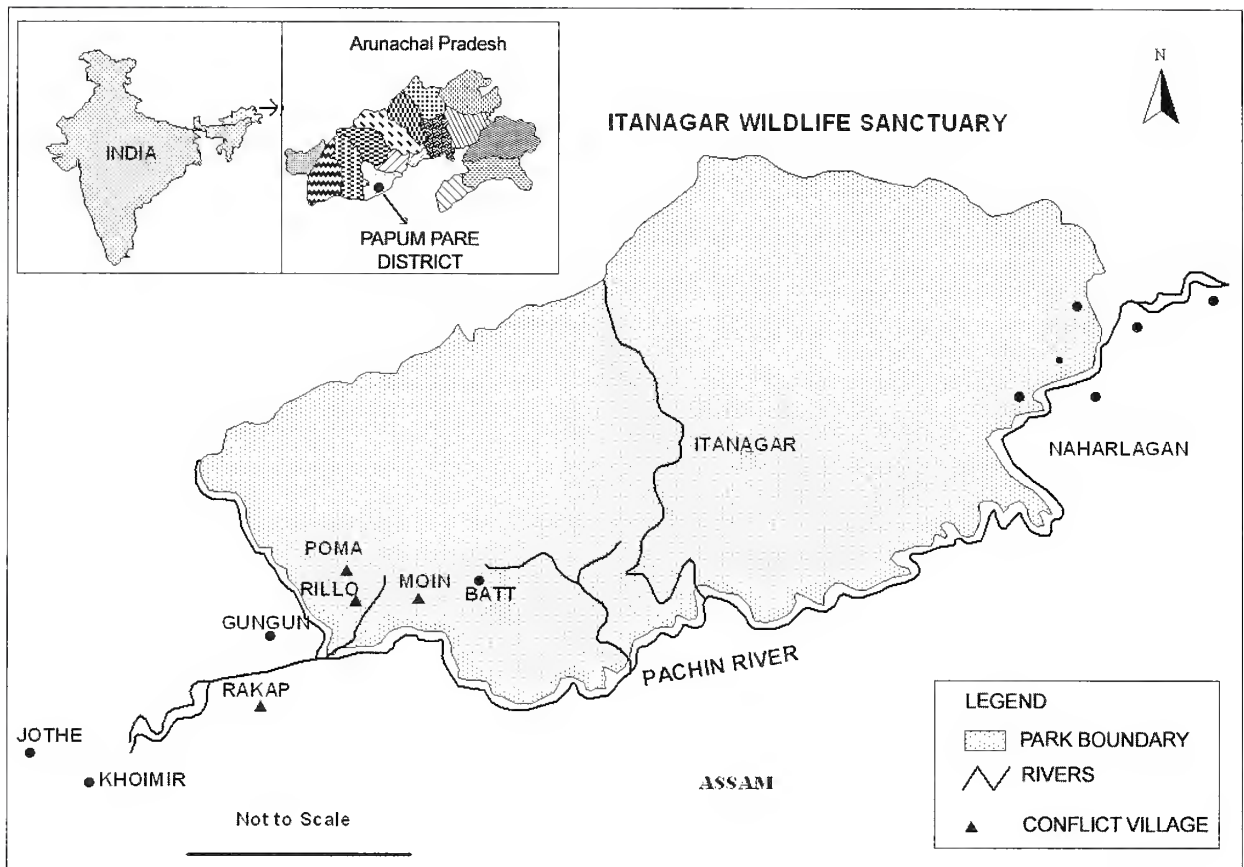 Arunachal Pradesh
INDIA
PAPUM PARE
DISTRICT
N
ITANAGAR WILDLIFE SANCTUARY
ITANAGAR
NAHARLAGAN
POMA
RILLO
MOIN
BATT
GUNGUN
PACHIN RIVER
RAKAP
JOTHE
KHOIMIR
ASSAM
Not to Scale
LEGEND
PARK BOUNDARY
RIVERS
CONFLICT VILLAGE